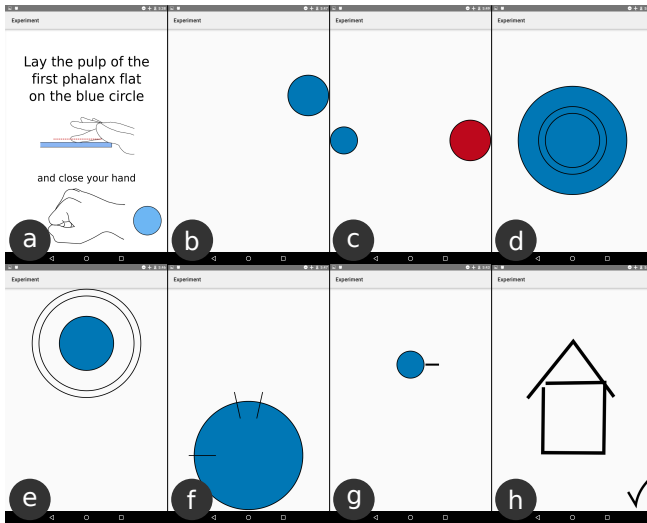 Experiment
Lay the pulp of the
first phalanx flat
on the blue circle
and close your hand
a
Experiment
b
Experiment
c
Experiment
d
Experiment
e
Experiment
f
Experiment
g
Experiment
h